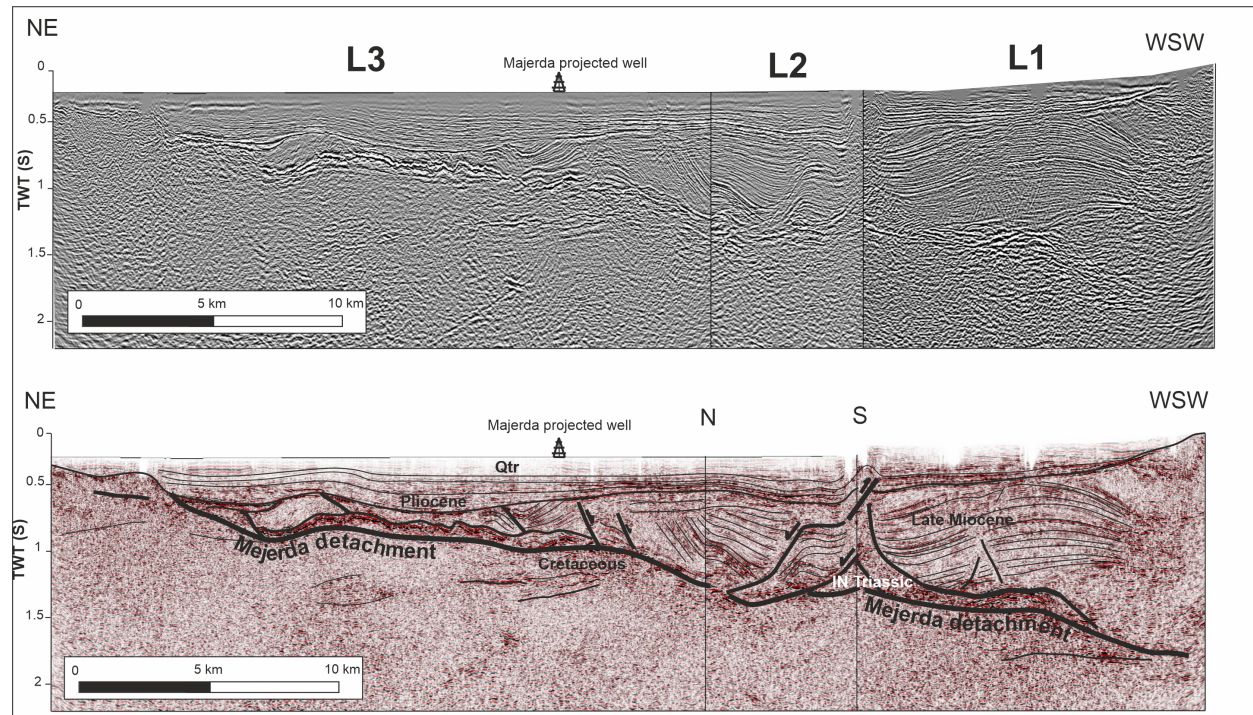 NE
L3
Majerda projected well
L2
L1
WSW
0
0.5
1
1.5
2
TWT (S)
0 5 km 10 km
NE
Majerda projected well
N
S
WSW
0
0.5
1
1.5
2
TWT (S)
Qtr
Pliocene
Late Miocene
Mejerda detachment
Cretaceous
IN Triassic
Mejerda detachment
0 5 km 10 km